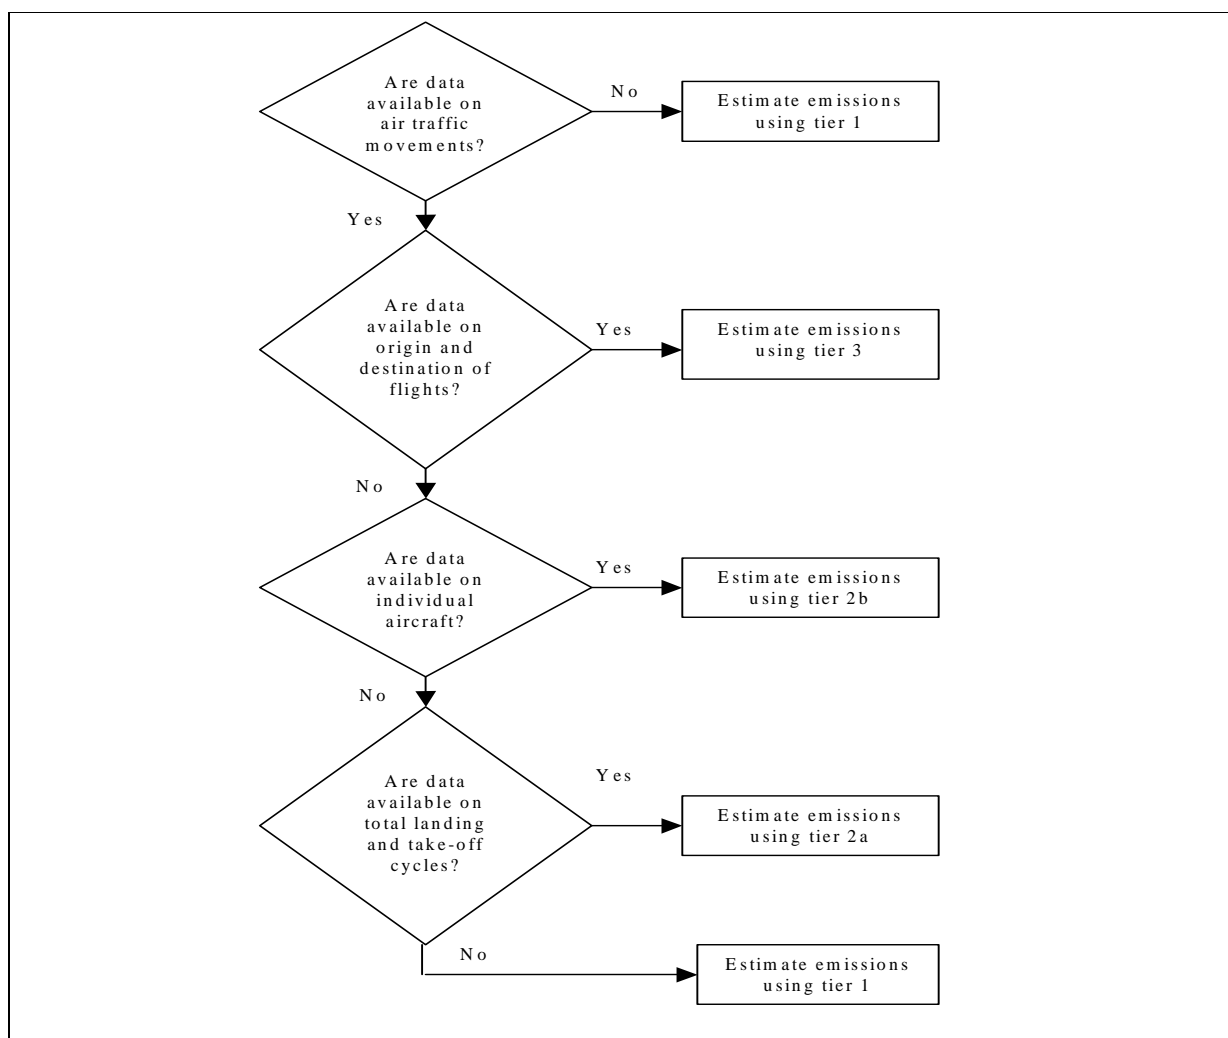 Are data
available on
air traffic
movements?
No
Estimate emissions
using tier 1
Yes
Are data
available on
origin and
destination of
flights?
Yes
Estimate emissions
using tier 3
No
Are data
available on
individual
aircraft?
Yes
Estimate emissions
using tier 2b
No
Are data
available on
total landing
and take-off
cycles?
Yes
Estimate emissions
using tier 2a
No
Estimate emissions
using tier 1